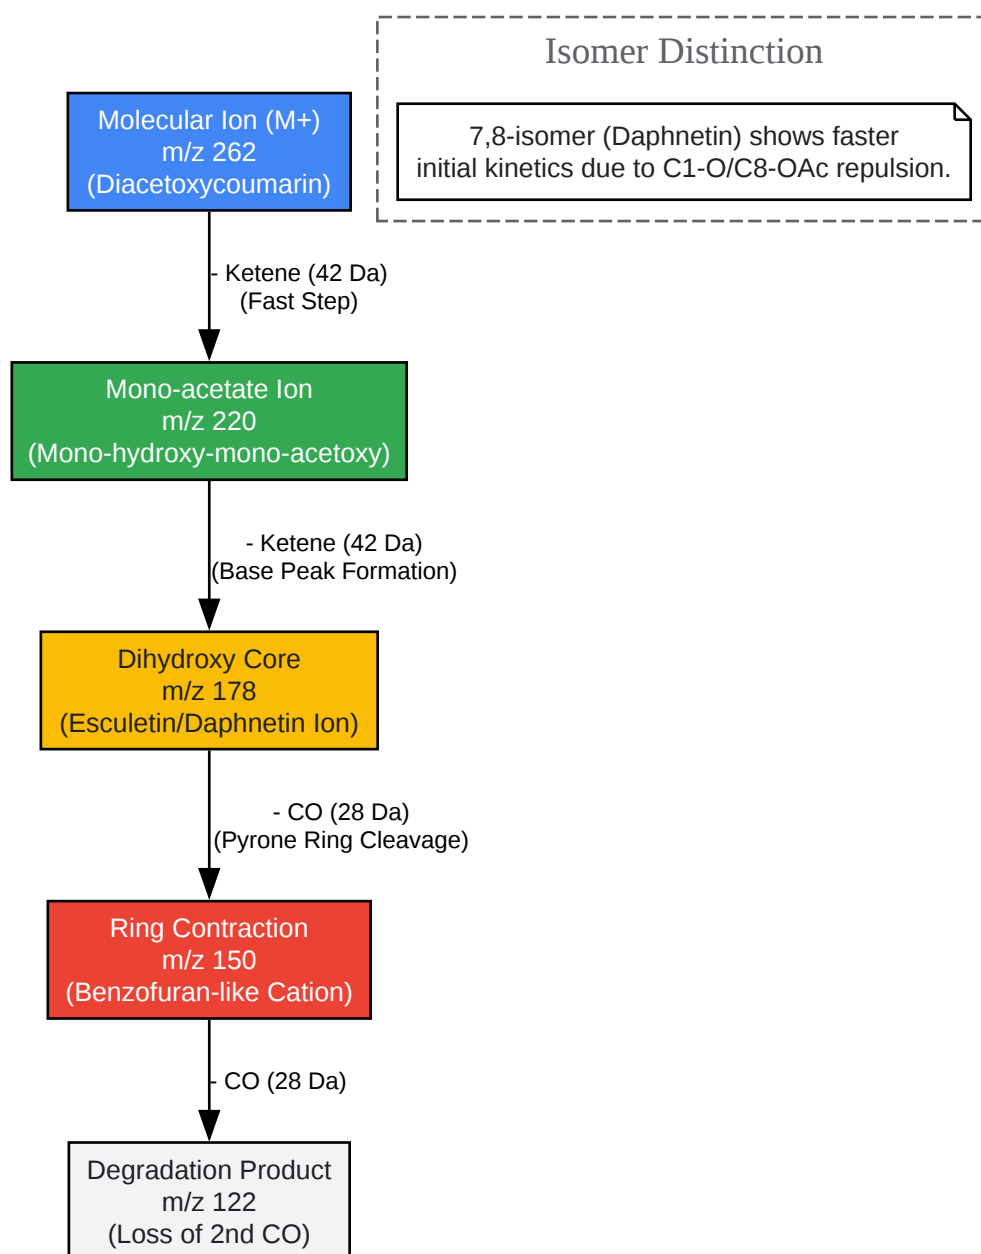 Isomer Distinction
7,8-isomer (Daphnetin) shows faster
initial kinetics due to C1-O/C8-OAc repulsion.
Molecular Ion (M+)
m/z 262
(Diacetoxycoumarin)
- Ketene (42 Da)
(Fast Step)
Mono-acetate Ion
m/z 220
(Mono-hydroxy-mono-acetoxy)
- Ketene (42 Da)
(Base Peak Formation)
Dihydroxy Core
m/z 178
(Esculetin/Daphnetin Ion)
- CO (28 Da)
(Pyrone Ring Cleavage)
Ring Contraction
m/z 150
(Benzofuran-like Cation)
- CO (28 Da)
Degradation Product
m/z 122
(Loss of 2nd CO)